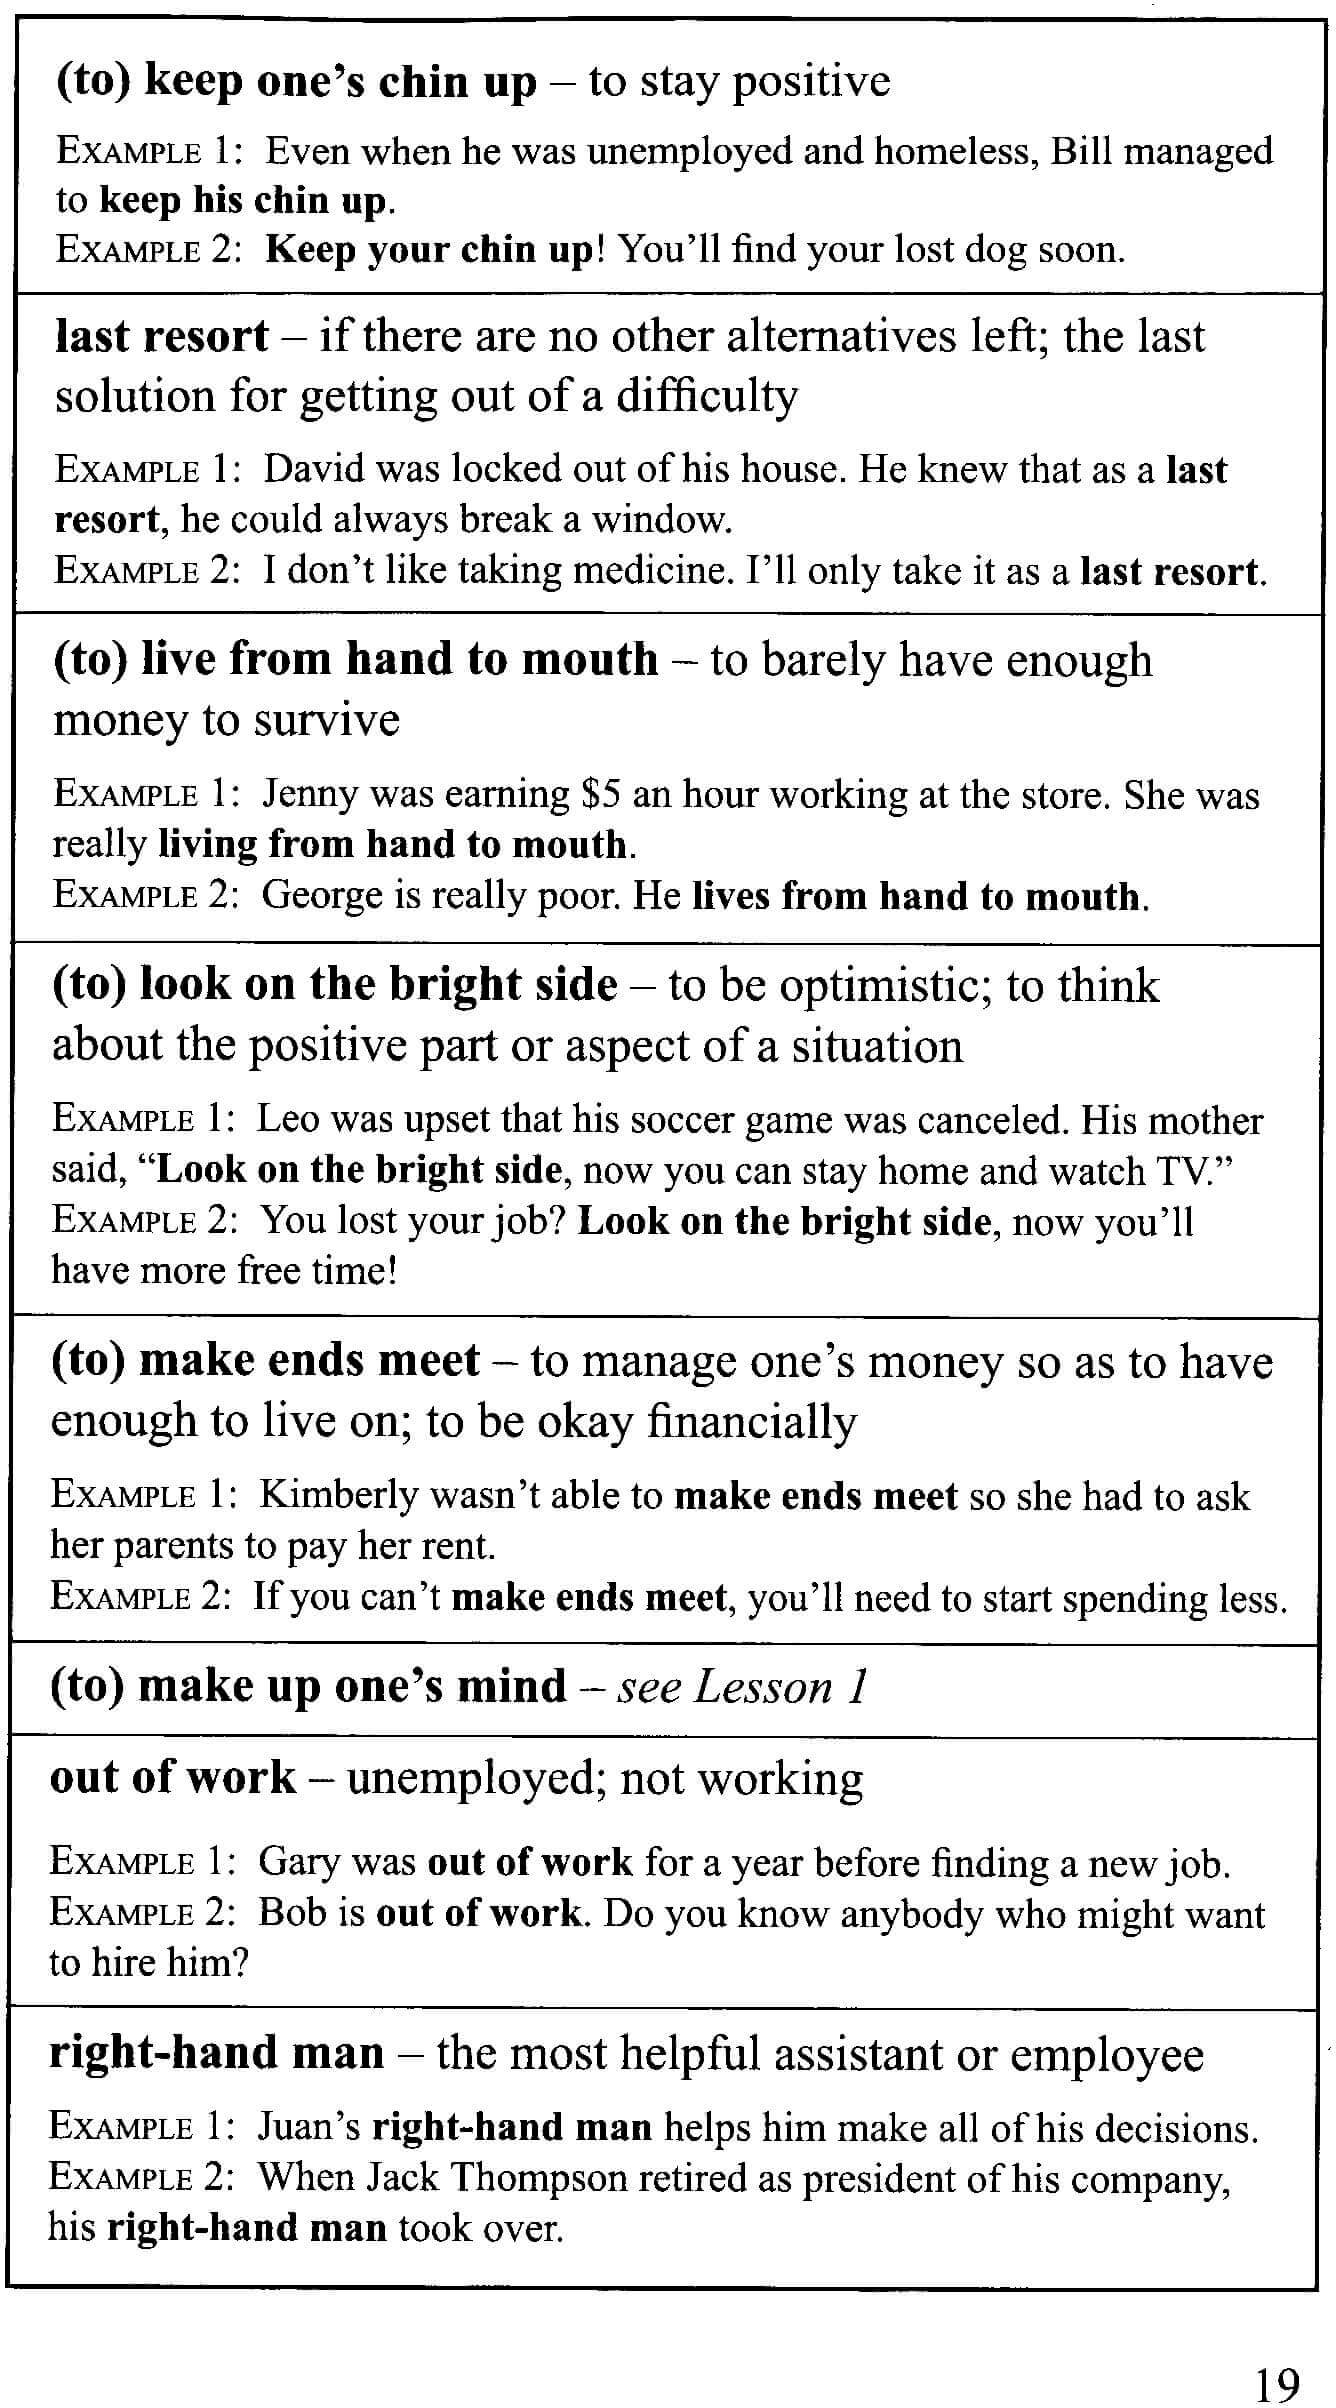 (to) keep one's chin up – to stay positive
EXAMPLE 1: Even when he was unemployed and homeless, Bill managed
to keep his chin up.
EXAMPLE 2: Keep your chin up! You'll find your lost dog soon.
last resort – if there are no other alternatives left; the last
solution for getting out of a difficulty
EXAMPLE 1: David was locked out of his house. He knew that as a last
resort, he could always break a window.
EXAMPLE 2: I don't like taking medicine. I'll only take it as a last resort.
(to) live from hand to mouth – to barely have enough
money to survive
EXAMPLE 1: Jenny was earning $5 an hour working at the store. She was
really living from hand to mouth.
EXAMPLE 2: George is really poor. He lives from hand to mouth.
(to) look on the bright side – to be optimistic; to think
about the positive part or aspect of a situation
EXAMPLE 1: Leo was upset that his soccer game was canceled. His mother
said, “Look on the bright side, now you can stay home and watch TV.”
EXAMPLE 2: You lost your job? Look on the bright side, now you'll
have more free time!
(to) make ends meet – to manage one's money so as to have
enough to live on; to be okay financially
EXAMPLE 1: Kimberly wasn't able to make ends meet so she had to ask
her parents to pay her rent.
EXAMPLE 2: If you can't make ends meet, you'll need to start spending less.
(to) make up one's mind – see Lesson 1
out of work – unemployed; not working
EXAMPLE 1: Gary was out of work for a year before finding a new job.
EXAMPLE 2: Bob is out of work. Do you know anybody who might want
to hire him?
right-hand man – the most helpful assistant or employee
EXAMPLE 1: Juan's right-hand man helps him make all of his decisions.
EXAMPLE 2: When Jack Thompson retired as president of his company,
his right-hand man took over.
19